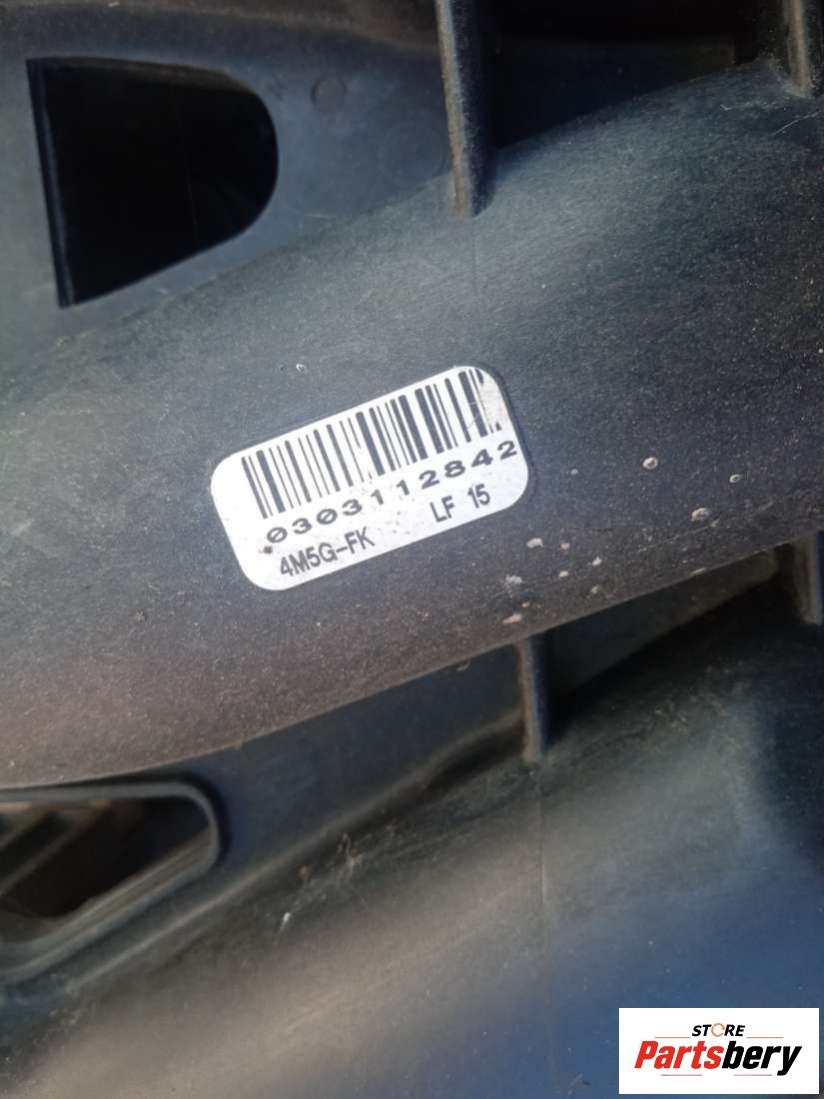 0303112842
4M5G-FK LF 15
STORE
Partsbery